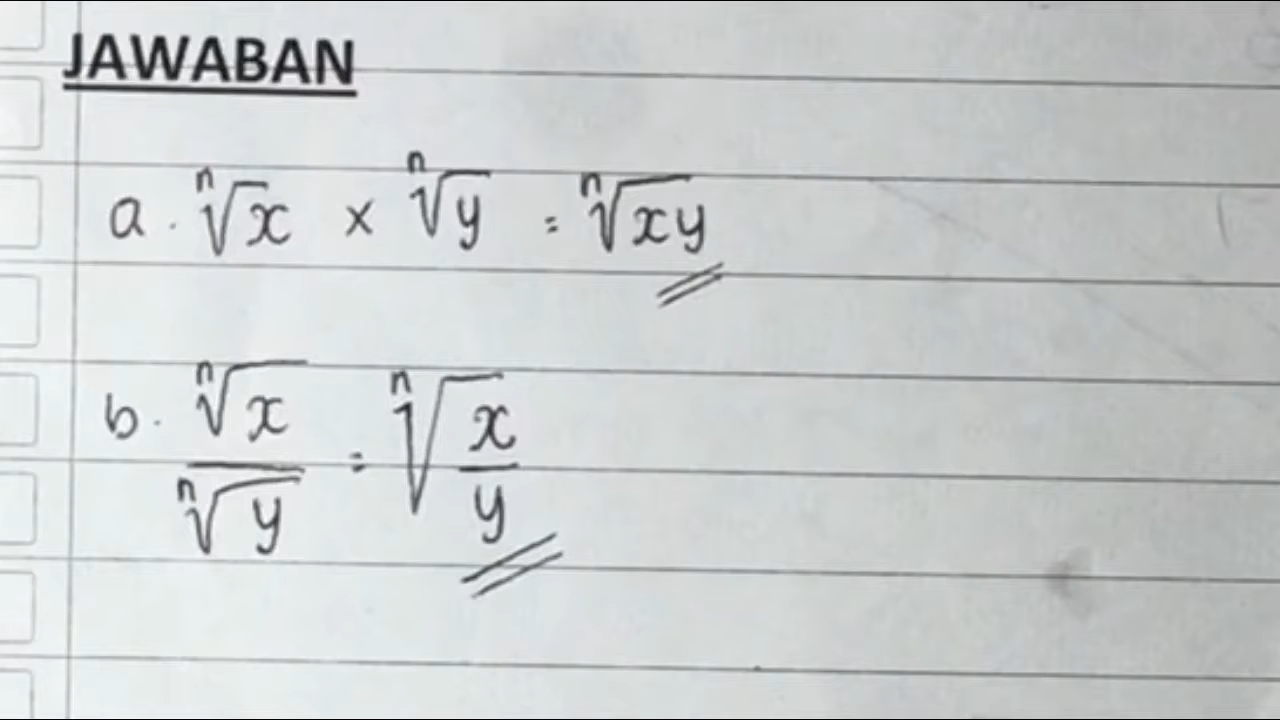 JAWABAN
a. ⁿ√x × ⁿ√y = ⁿ√xy
b. ⁿ√x / ⁿ√y = ⁿ√(x/y)